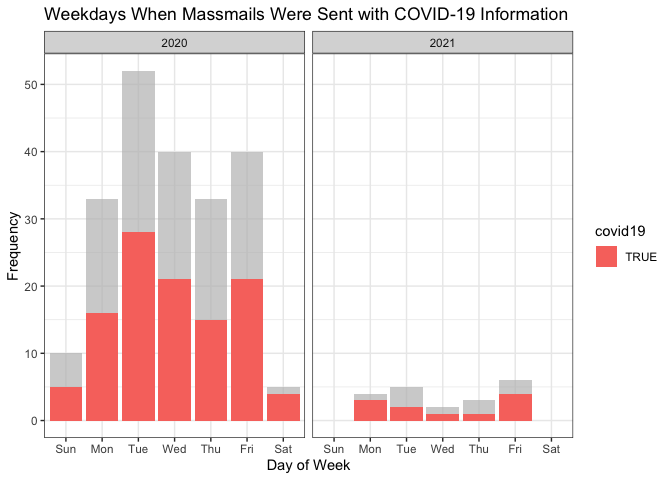 Weekdays When Massmails Were Sent with COVID-19 Information
2020 2021
50
40
30
20
10
0
Frequency
Sun Mon Tue Wed Thu Fri Sat Sun Mon Tue Wed Thu Fri Sat
Day of Week
covid19
TRUE